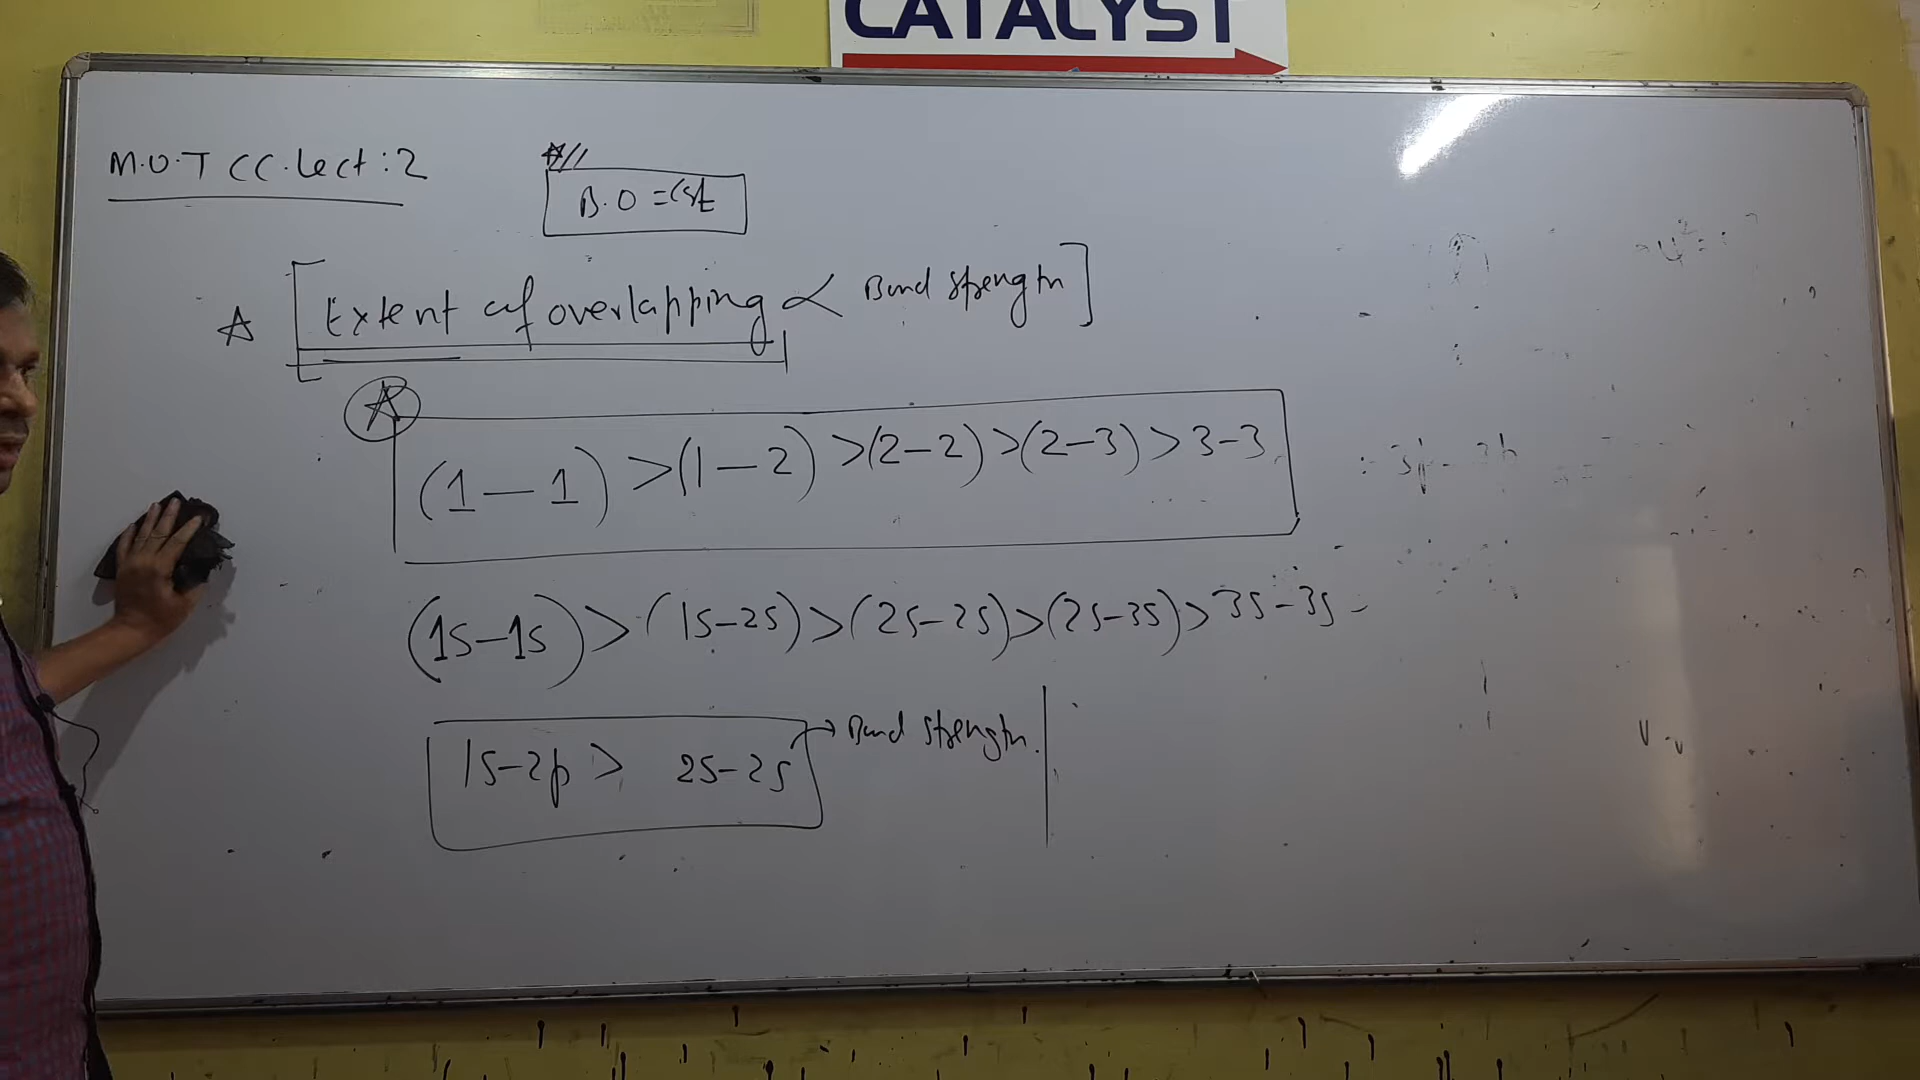 CATALYST
M.O.T CC.Lect:2
B.O =Cst
[Extent of overlapping ∝ Bond strength]
(1-1) >(1-2) >(2-2) >(2-3) > 3-3
(1s-1s) > (1s-2s) > (2s-2s) > (2s-3s) > 3s-3s -
1s-2p > 2s-2s → Bond strength.